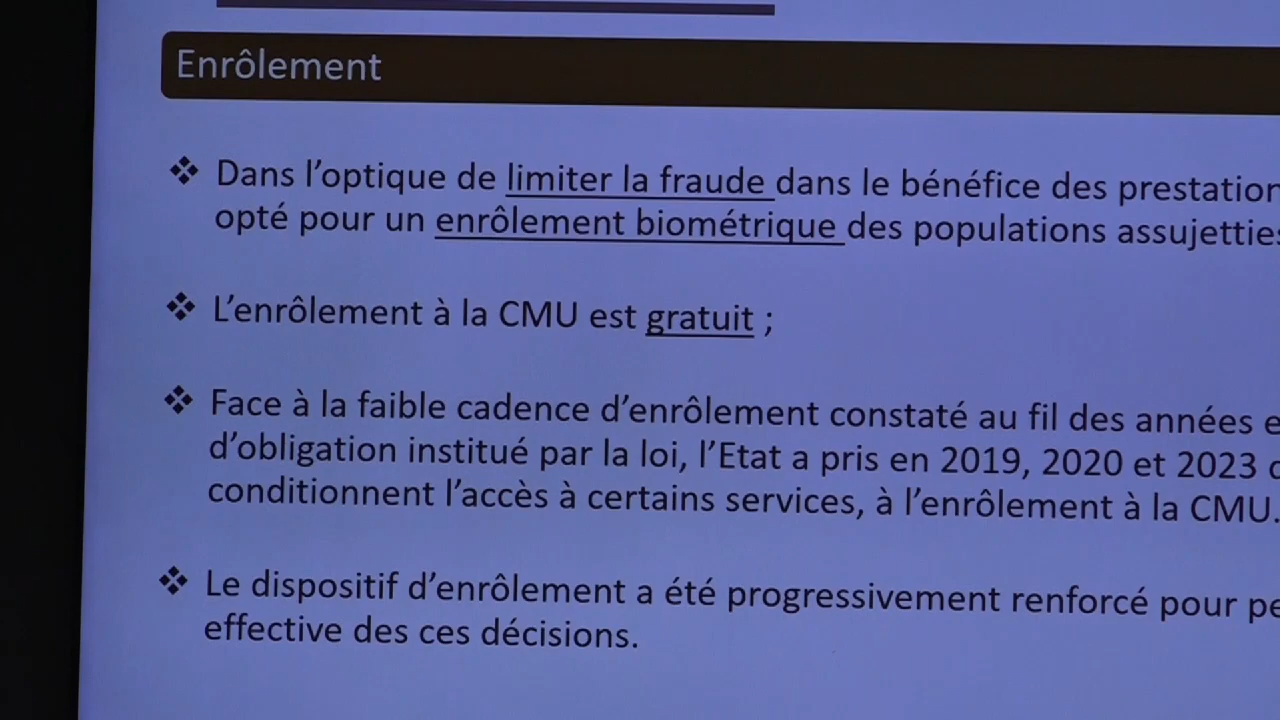 Enrôlement
❖ Dans l’optique de limiter la fraude dans le bénéfice des
opté pour un enrôlement biométrique des populations
❖ L’enrôlement à la CMU est gratuit ;
❖ Face à la faible cadence d’enrôlement constaté au fil des années
d’obligation institué par la loi, l’Etat a pris en 2019, 2020 et 2023
conditionnent l’accès à certains services, à l’enrôlement à la CMU.
❖ Le dispositif d’enrôlement a été progressivement renforcé pour
effective des ces décisions.